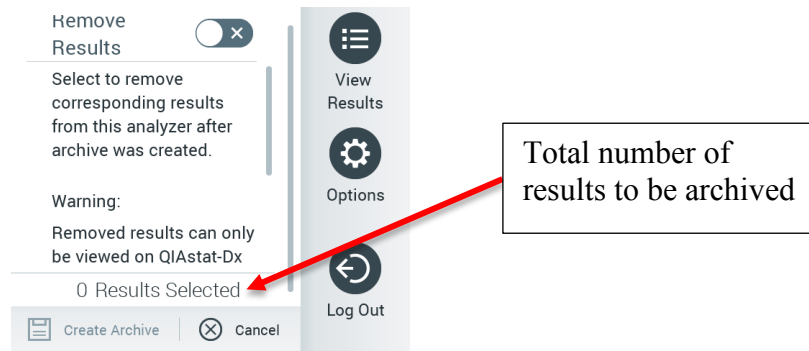 Remove
Results
Select to remove
corresponding results
from this analyzer after
archive was created.
Warning:
Removed results can only
be viewed on QIAstat-Dx
0 Results Selected
Create Archive
Cancel
View
Results
Options
Log Out
Total number of
results to be archived